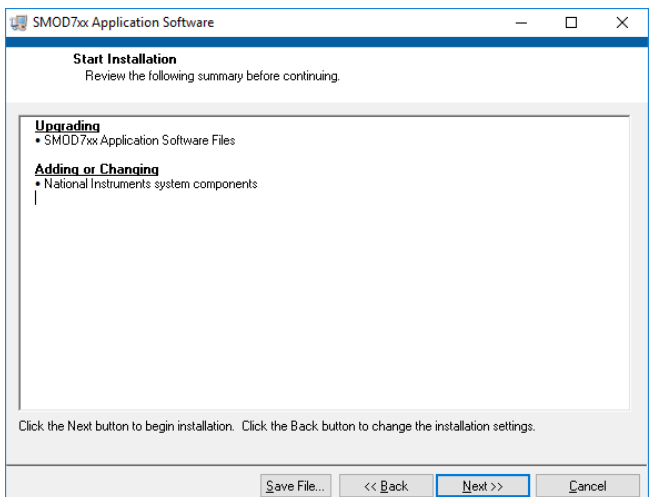 SMOD7xx Application Software
Start Installation
Review the following summary before continuing.
Upgrading
• SMOD7xx Application Software Files
Adding or Changing
• National Instruments system components
Click the Next button to begin installation. Click the Back button to change the installation settings.
Save File... << Back Next >> Cancel